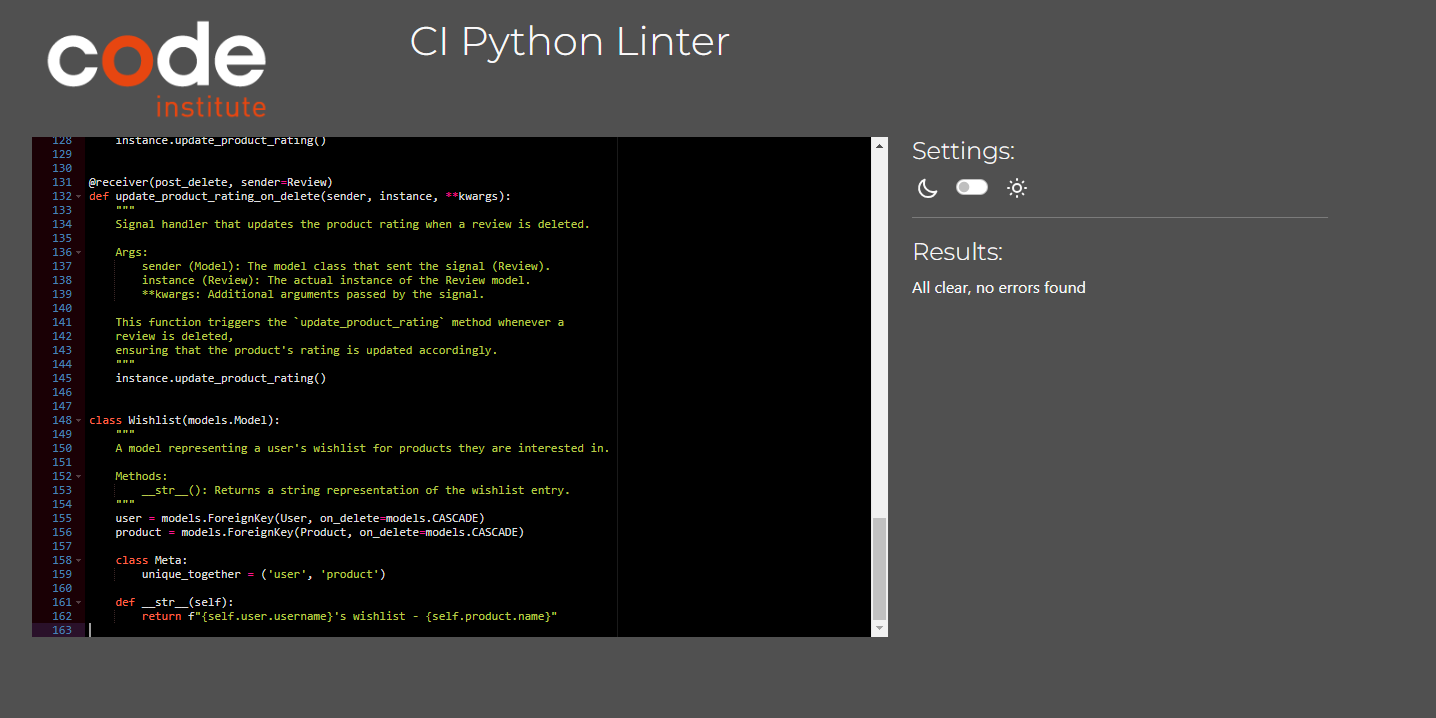 code
institute
CI Python Linter
128     instance.update_product_rating()
129
130
131 @receiver(post_delete, sender=Review)
132 def update_product_rating_on_delete(sender, instance, **kwargs):
133     """
134     Signal handler that updates the product rating when a review is deleted.
135
136     Args:
137         sender (Model): The model class that sent the signal (Review).
138         instance (Review): The actual instance of the Review model.
139         **kwargs: Additional arguments passed by the signal.
140
141     This function triggers the `update_product_rating` method whenever a
142     review is deleted,
143     ensuring that the product's rating is updated accordingly.
144     """
145     instance.update_product_rating()
146
147
148 class Wishlist(models.Model):
149     """
150     A model representing a user's wishlist for products they are interested in.
151
152     Methods:
153         __str__(): Returns a string representation of the wishlist entry.
154     """
155     user = models.ForeignKey(User, on_delete=models.CASCADE)
156     product = models.ForeignKey(Product, on_delete=models.CASCADE)
157
158     class Meta:
159         unique_together = ('user', 'product')
160
161     def __str__(self):
162         return f"{self.user.username}'s wishlist - {self.product.name}"
163
Settings:
Results:
All clear, no errors found